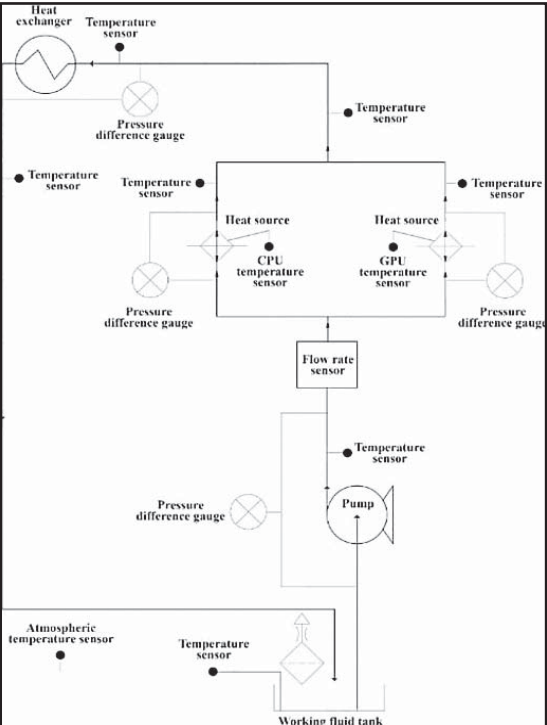 Heat
exchanger
Temperature
sensor
Pressure
difference gauge
Temperature
sensor
Temperature
sensor
Temperature
sensor
Temperature
sensor
Heat source
Heat source
CPU
temperature
sensor
GPU
temperature
sensor
Pressure
difference gauge
Pressure
difference gauge
Flow rate
sensor
Temperature
sensor
Pressure
difference gauge
Pump
Atmospheric
temperature sensor
Temperature
sensor
Working fluid tank